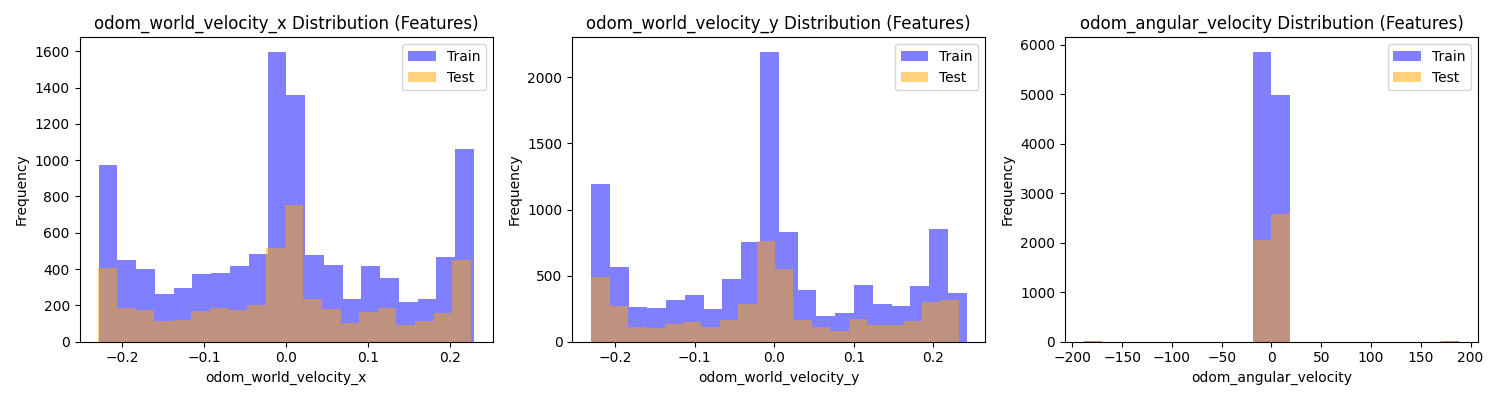 odom_world_velocity_x Distribution (Features)
1600
1400
1200
1000
800
600
400
200
0
Frequency
Train
Test
−0.2 −0.1 0.0 0.1 0.2
odom_world_velocity_x
odom_world_velocity_y Distribution (Features)
2000
1500
1000
500
0
Frequency
Train
Test
−0.2 −0.1 0.0 0.1 0.2
odom_world_velocity_y
odom_angular_velocity Distribution (Features)
6000
5000
4000
3000
2000
1000
0
Frequency
Train
Test
−200 −150 −100 −50 0 50 100 150 200
odom_angular_velocity